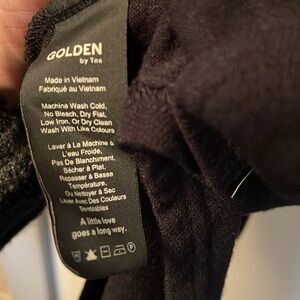 GOLDEN
by Tna
Made in Vietnam
Fabriqué au Vietnam
Machine Wash Cold,
No Bleach, Dry Flat,
Low Iron, Or Dry Clean
Wash With Like Colours
Laver à La Machine à
L'eau Froide,
Pas De Blanchiment,
Sécher à Plat,
Repasser à Basse
Température,
Ou Nettoyer à Sec
Laver Avec Des Couleurs
Semblables
A little love
goes a long way.
P